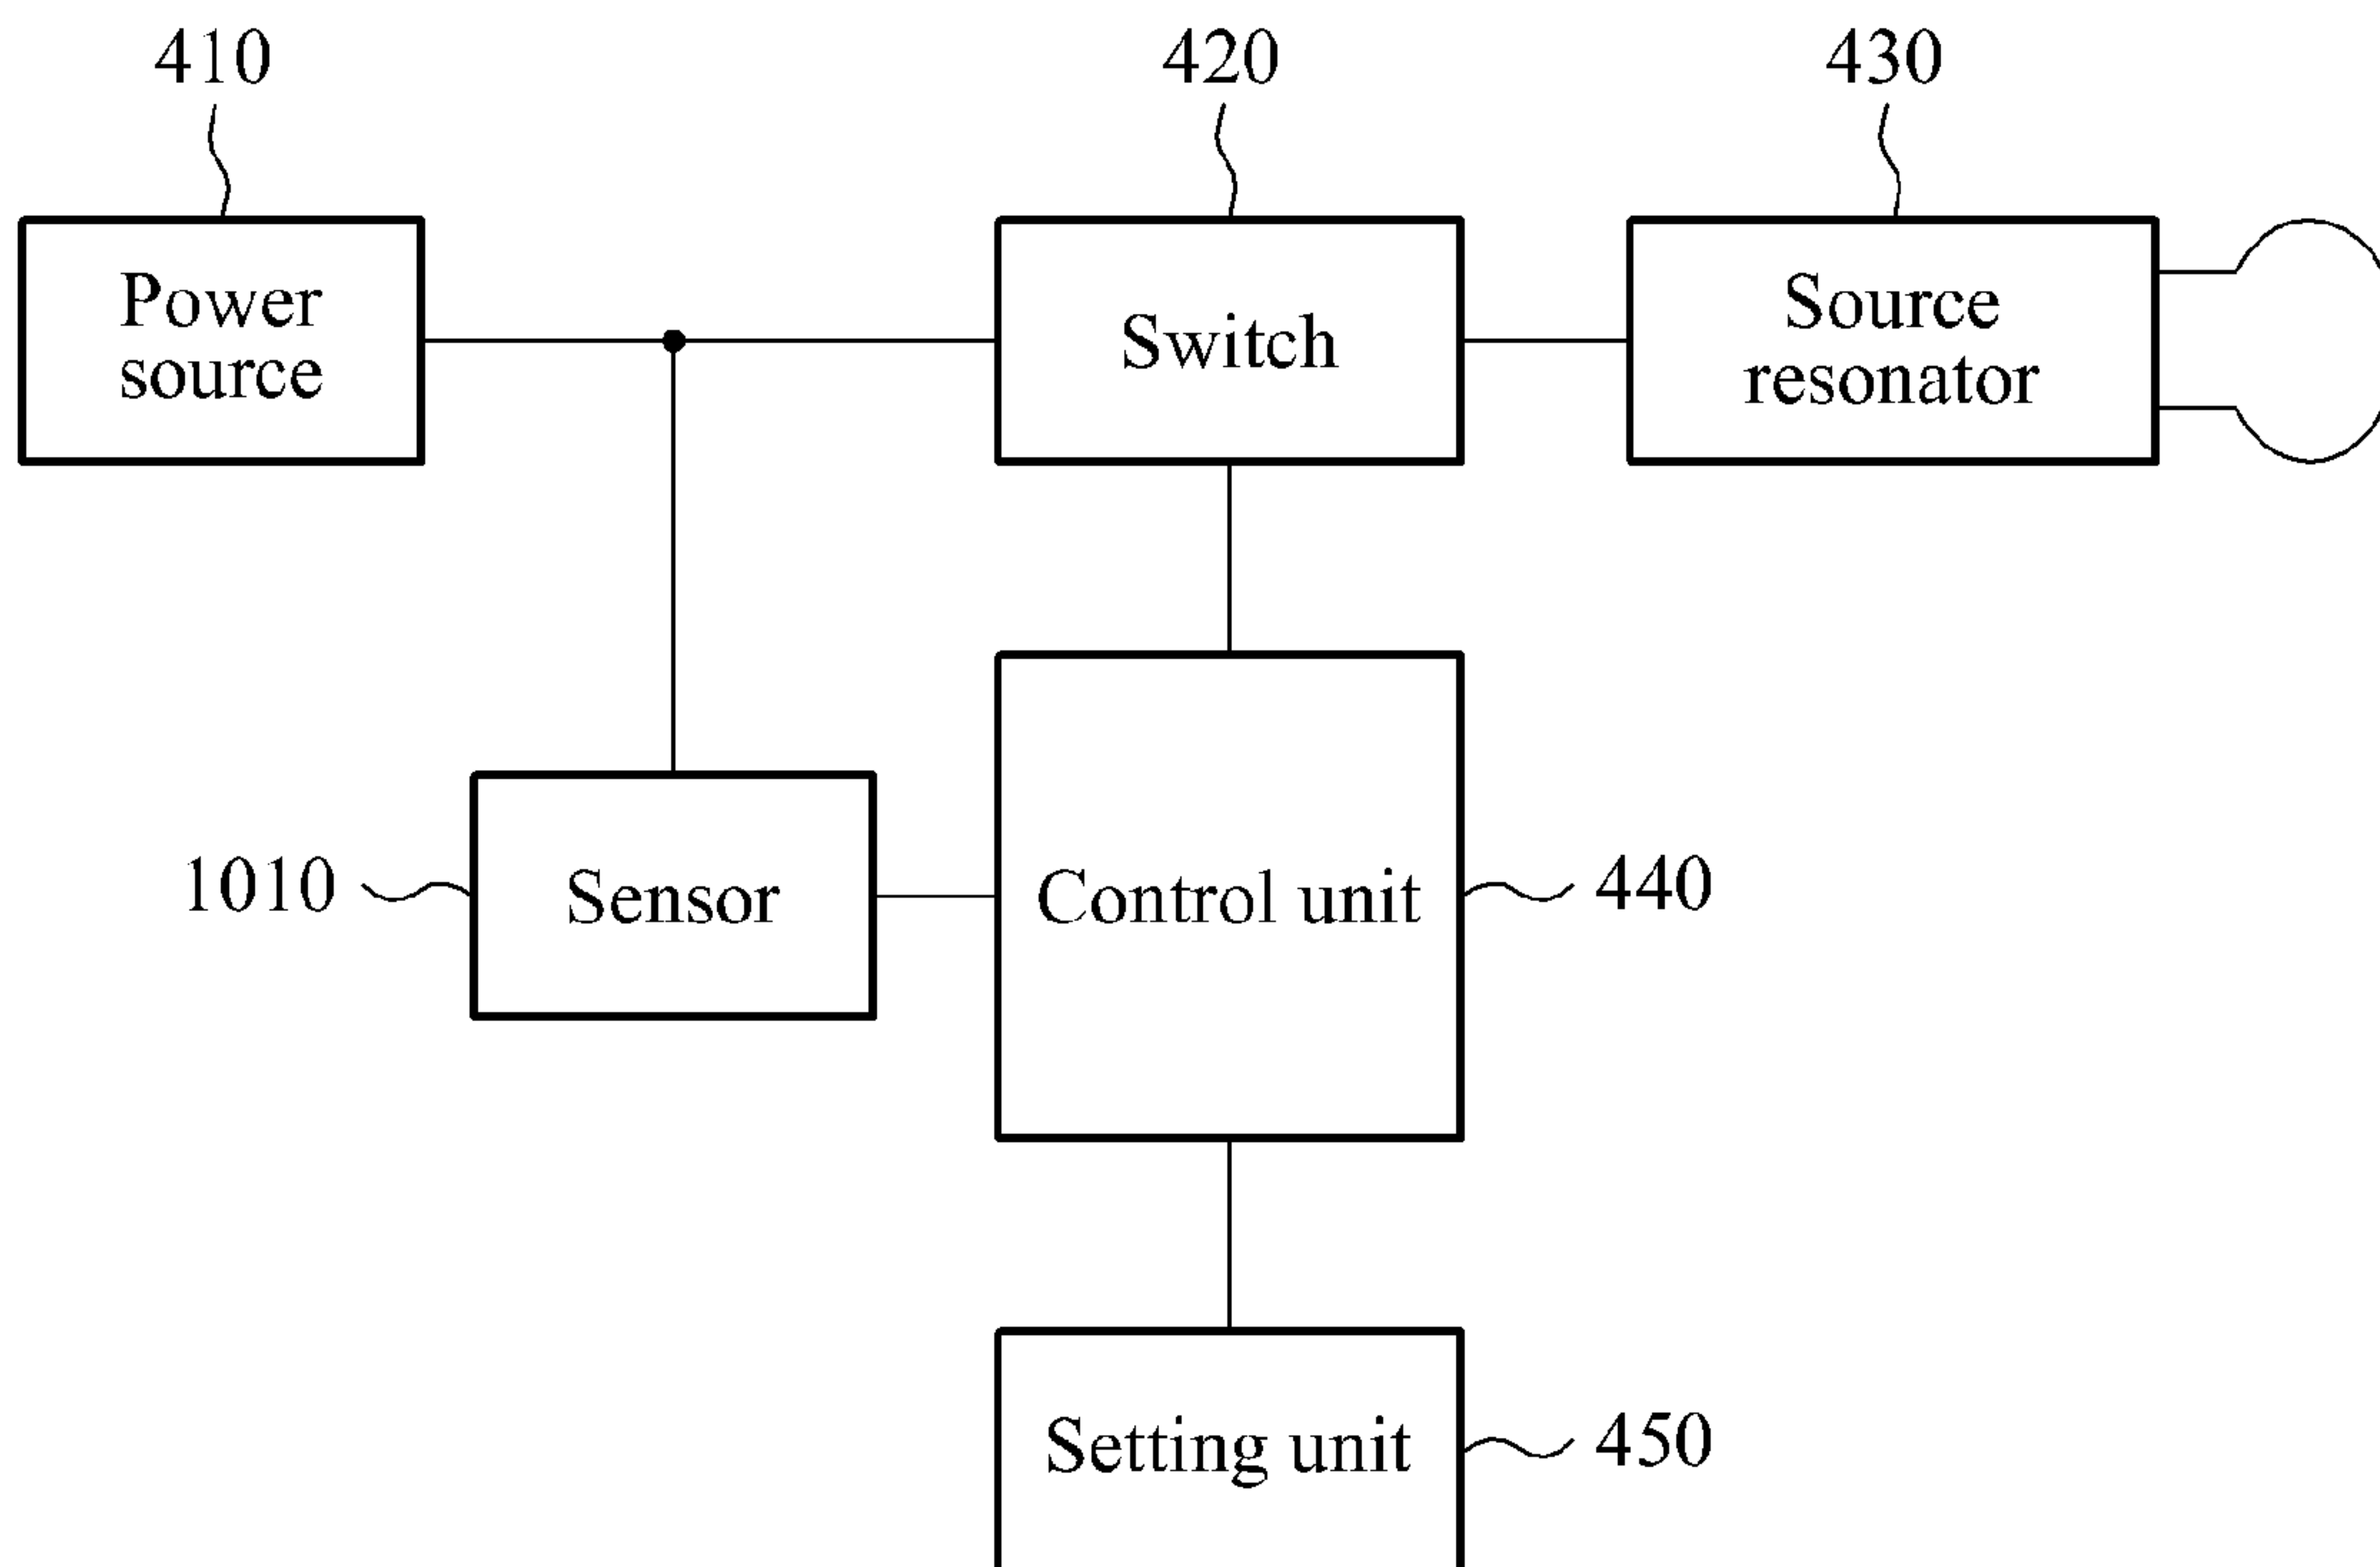 410
420
430
Power
source
Switch
Source
resonator
1010
Sensor
Control unit
440
Setting unit
450